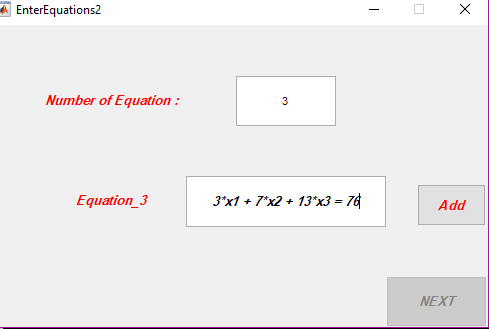 EnterEquations2
Number of Equation :
3
Equation_3
3*x1 + 7*x2 + 13*x3 = 76
Add
NEXT